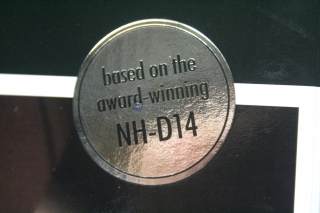 based on the
award-winning
NH-D14